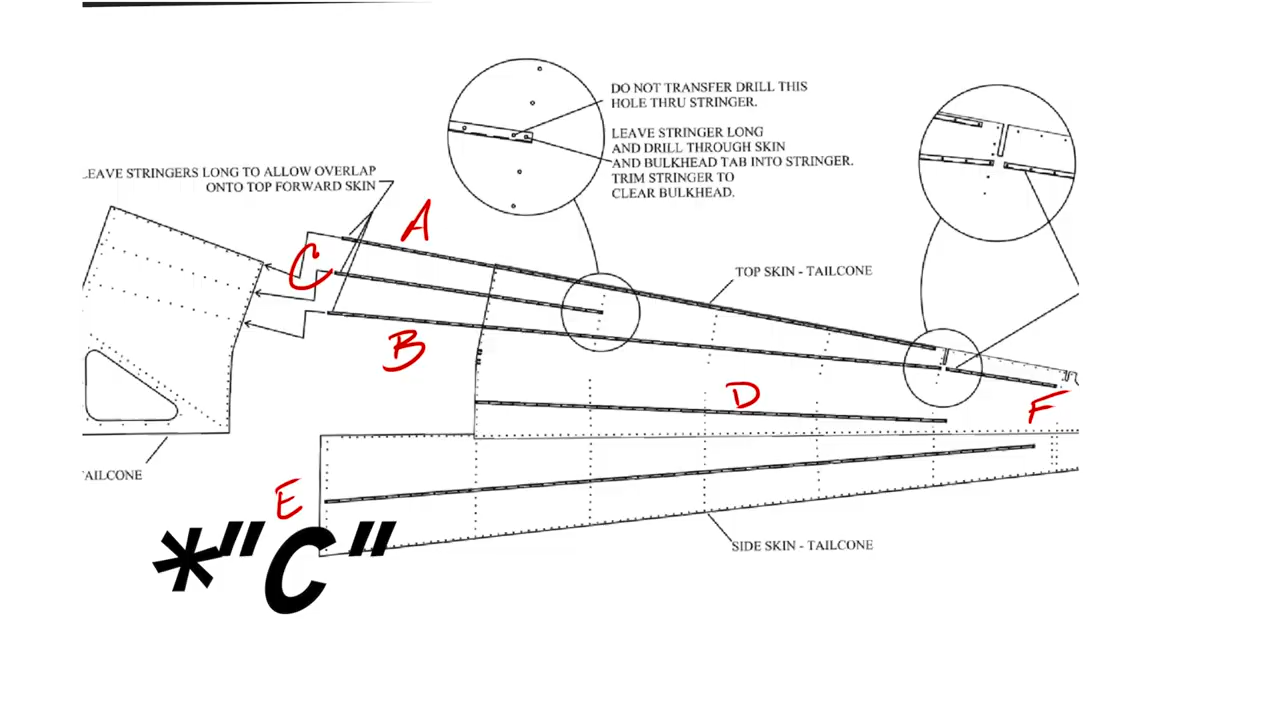 DO NOT TRANSFER DRILL THIS
HOLE THRU STRINGER.
LEAVE STRINGER LONG
AND DRILL THROUGH SKIN
AND BULKHEAD TAB INTO STRINGER.
TRIM STRINGER TO
CLEAR BULKHEAD.
LEAVE STRINGERS LONG TO ALLOW OVERLAP
ONTO TOP FORWARD SKIN
A
C
TOP SKIN - TAILCONE
B
D
F
TAILCONE
E
*"C"
SIDE SKIN - TAILCONE